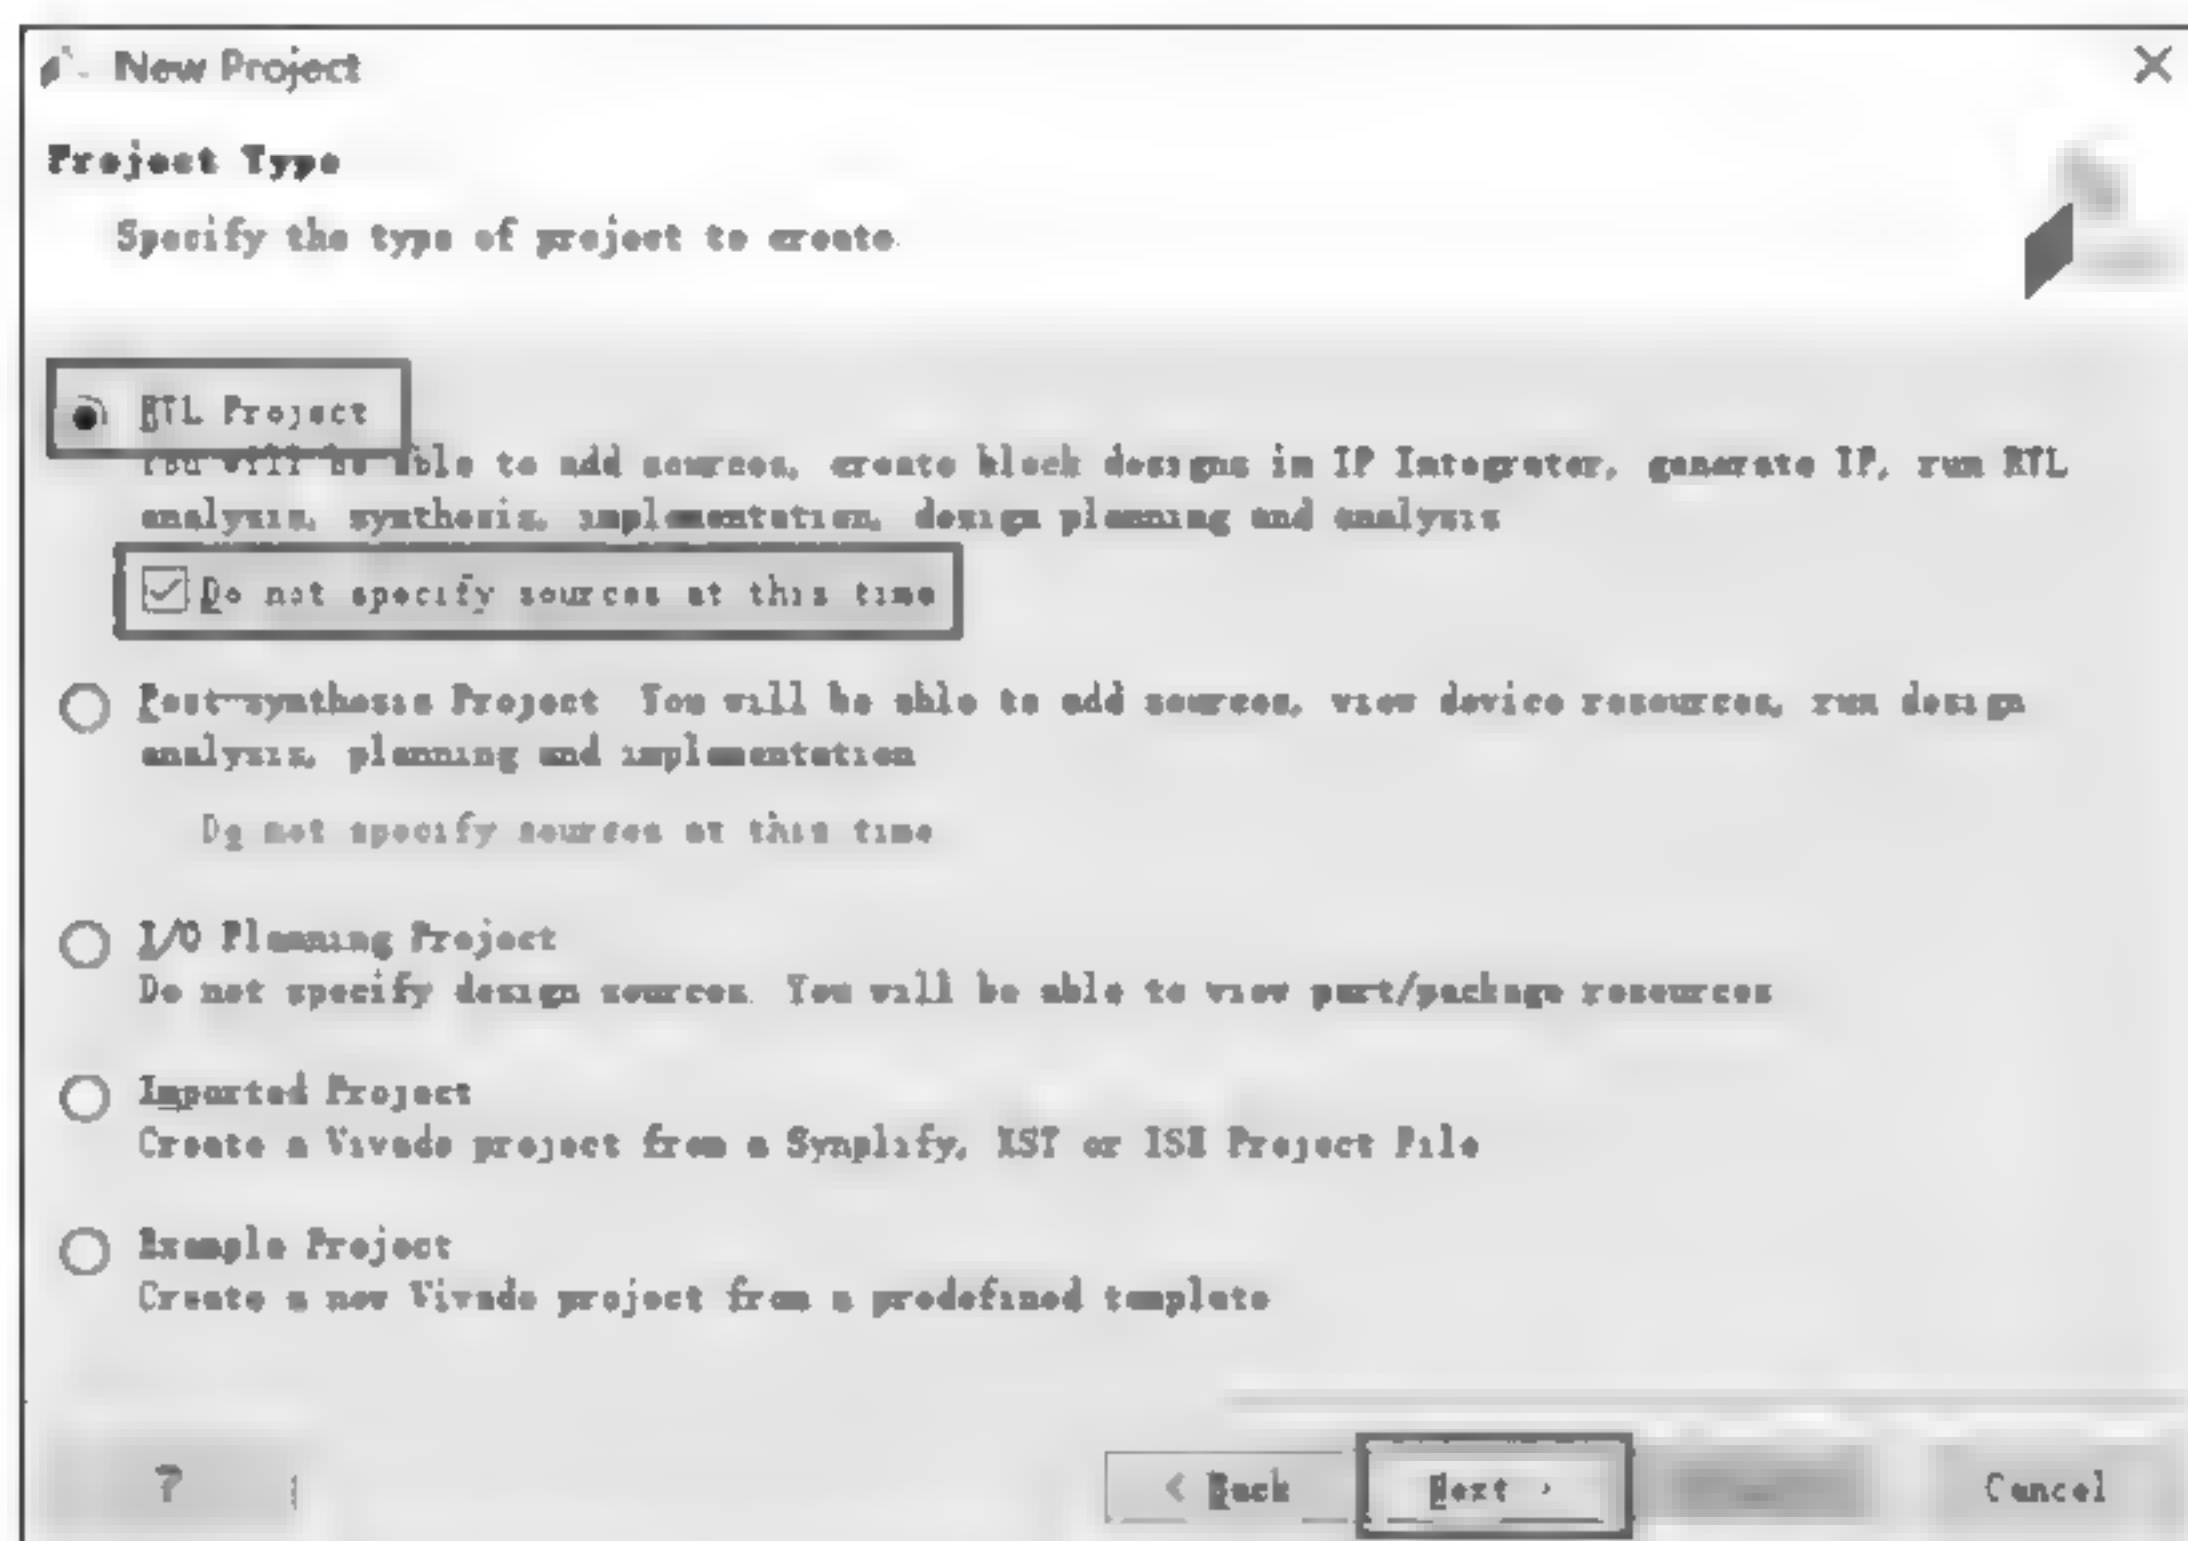 New Project
Project Type
Specify the type of project to create.
RTL Project
You will be able to add sources, create block designs in IP Integrator, generate IP, run RTL
analysis, synthesis, implementation, design planning and analysis
Do not specify sources at this time
Post-synthesis Project You will be able to add sources, view device resources, run design
analysis, planning and implementation
Do not specify sources at this time
I/O Planning Project
Do not specify design sources. You will be able to view part/package resources
Imported Project
Create a Vivado project from a Synplify, XST or ISE Project File
Example Project
Create a new Vivado project from a predefined template
?
< Back
Next >
Cancel